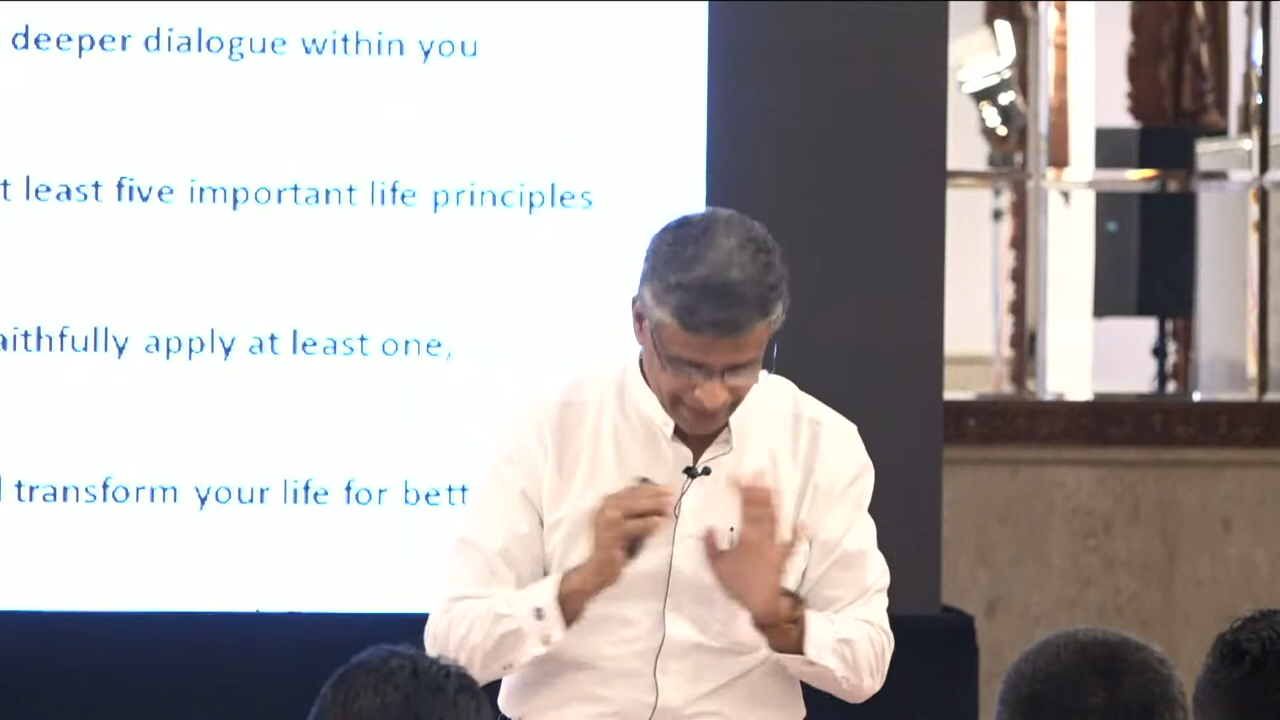 deeper dialogue within you
t least five important life principles
aithfully apply at least one,
transform your life for bett